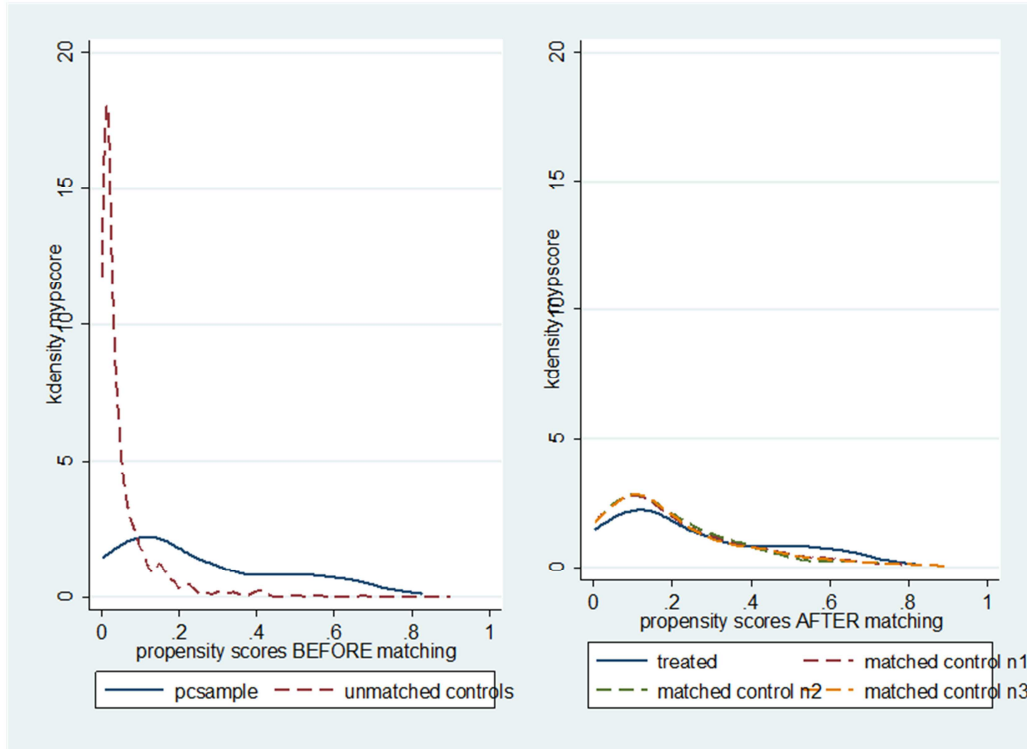 20
15
10
5
0
kdensity mypscore
0 .2 .4 .6 .8 1
propensity scores BEFORE matching
pcsample unmatched controls
20
15
10
5
0
kdensity mypscore
0 .2 .4 .6 .8 1
propensity scores AFTER matching
treated matched control n1
matched control n2 matched control n3